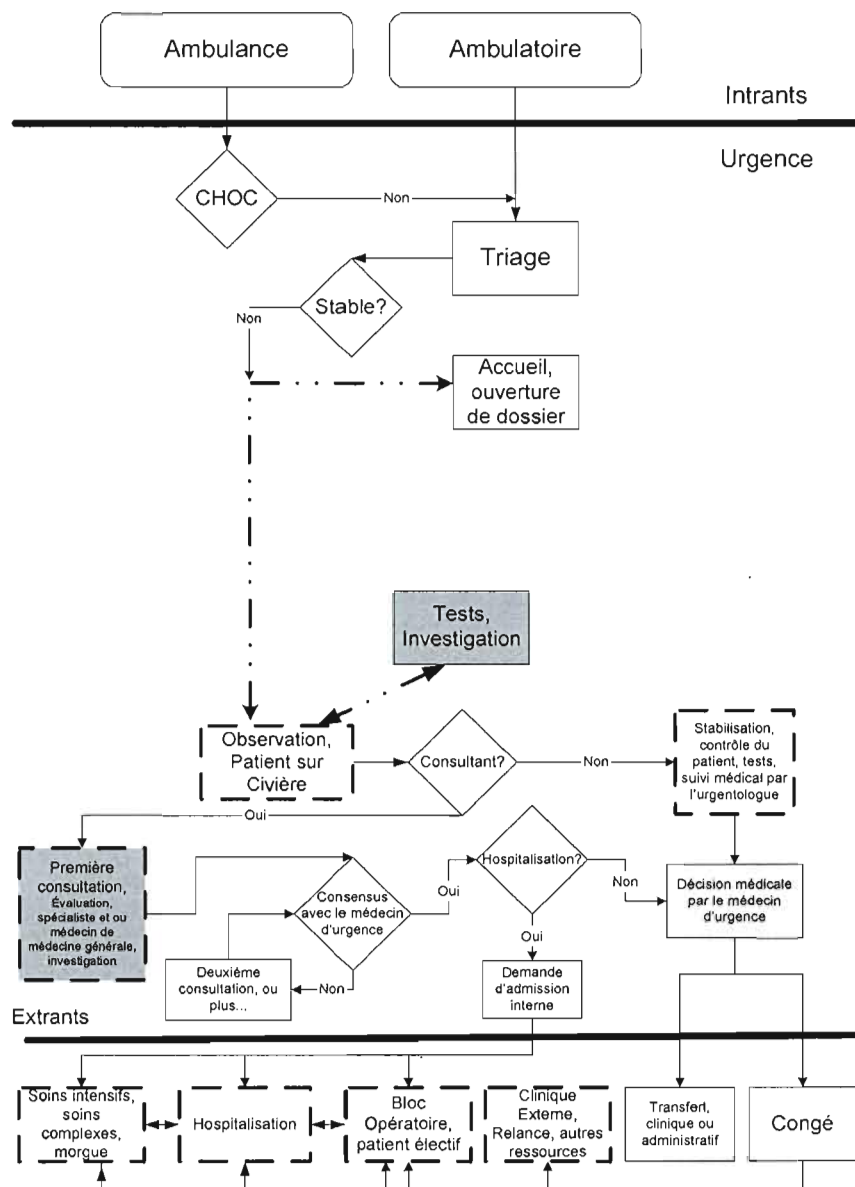 Ambulance
Ambulatoire
Intrants
Urgence
CHOC
Non
Triage
Stable?
Non
Accueil,
ouverture
de dossier
Tests,
Investigation
Observation,
Patient sur
Civière
Consultant?
Non
Stabilisation,
contrôle du
patient, tests,
suivi médical par
l'urgentologue
Oui
Première
consultation,
Évaluation,
spécialiste et ou
médecin de
médecine générale,
investigation
Consensus
avec le médecin
d'urgence
Oui
Hospitalisation?
Non
Décision médicale
par le médecin
d'urgence
Oui
Deuxième
consultation, ou
plus...
Non
Demande
d'admission
interne
Extrants
Soins intensifs,
soins
complexes,
morgue
Hospitalisation
Bloc
Opératoire,
patient électif
Clinique
Externe,
Relance, autres
ressources
Transfert,
clinique ou
administratif
Congé